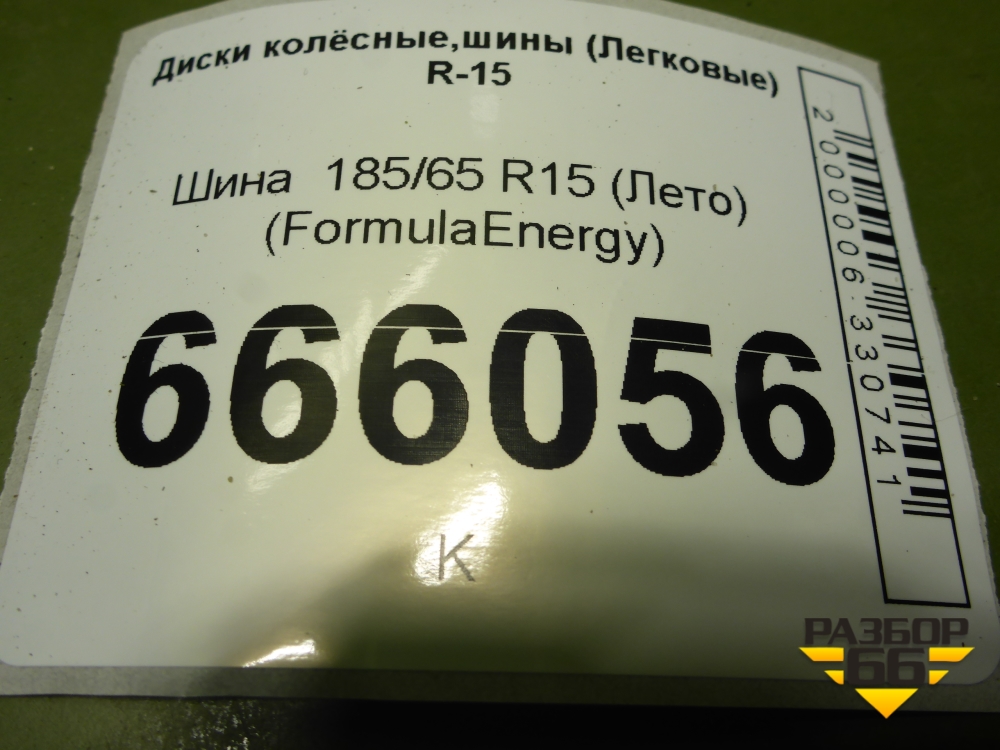 Диски колёсные,шины (Легковые)
R-15
Шина 185/65 R15 (Лето)
(FormulaEnergy)
666056
K
2000006330741
РАЗБОР
66